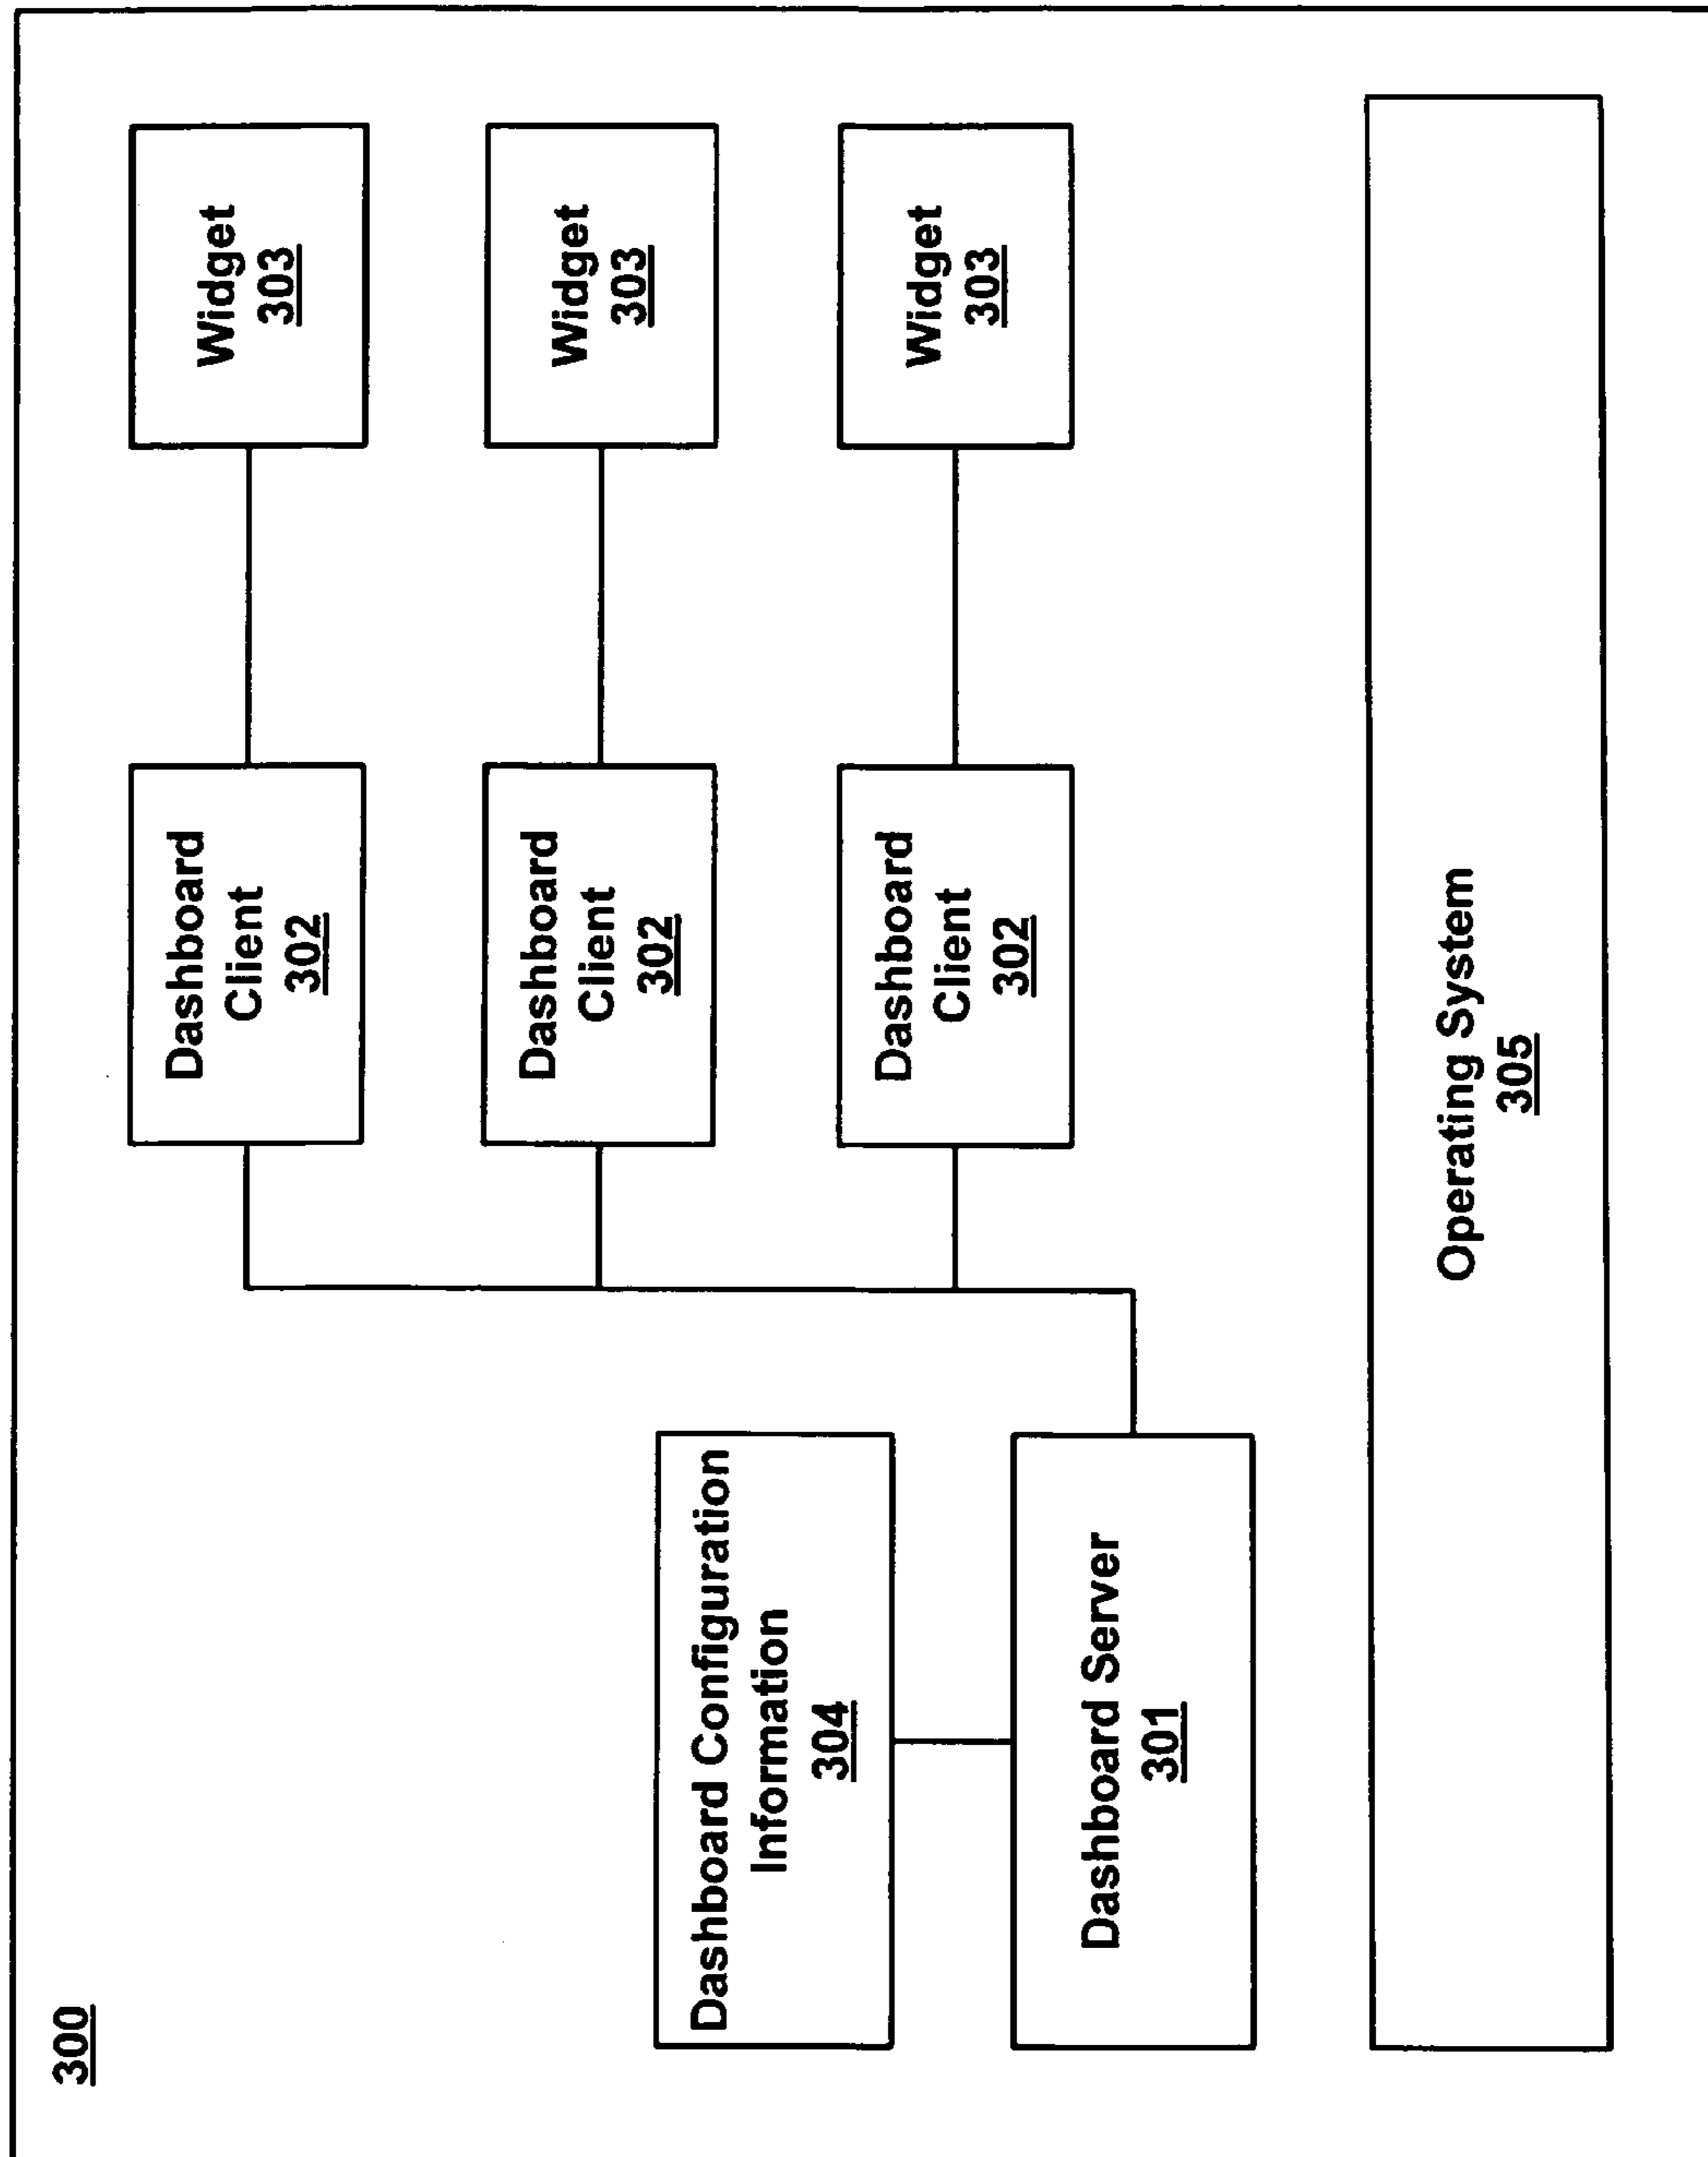 300
Dashboard
Client
302
Widget
303
Dashboard
Client
302
Widget
303
Dashboard Configuration
Information
304
Dashboard
Client
302
Widget
303
Dashboard Server
301
Operating System
305